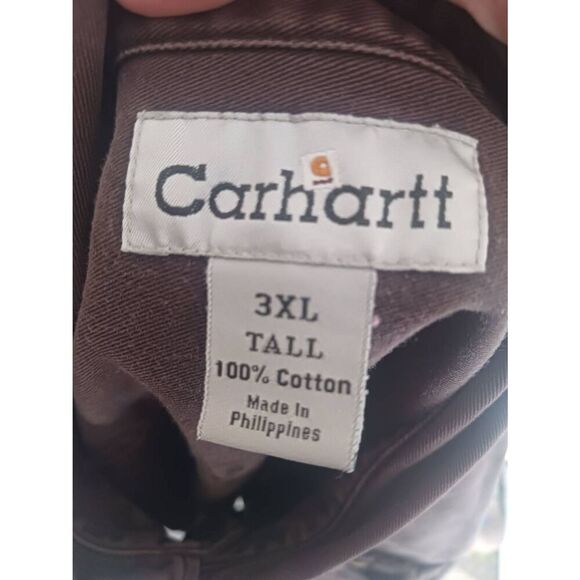 Carhartt
3XL
TALL
100% Cotton
Made In
Philippines